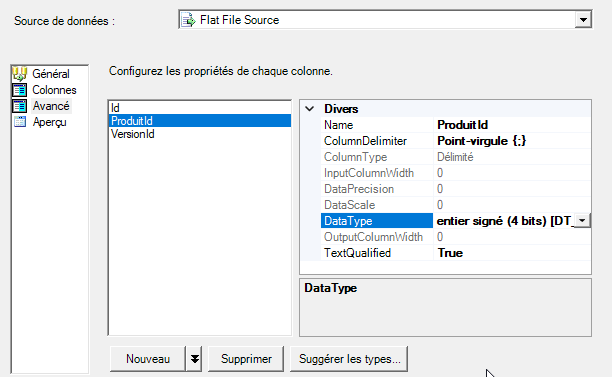 Source de données : Flat File Source
Général
Colonnes
Avancé
Aperçu
Configurez les propriétés de chaque colonne.
Id
ProduitId
VersionId
Divers
Name ProduitId
ColumnDelimiter Point-virgule {;}
ColumnType Délimité
InputColumnWidth 0
DataPrecision 0
DataScale 0
DataType entier signé (4 bits) [DT_
OutputColumnWidth 0
TextQualified True
DataType
Nouveau Supprimer Suggérer les types...